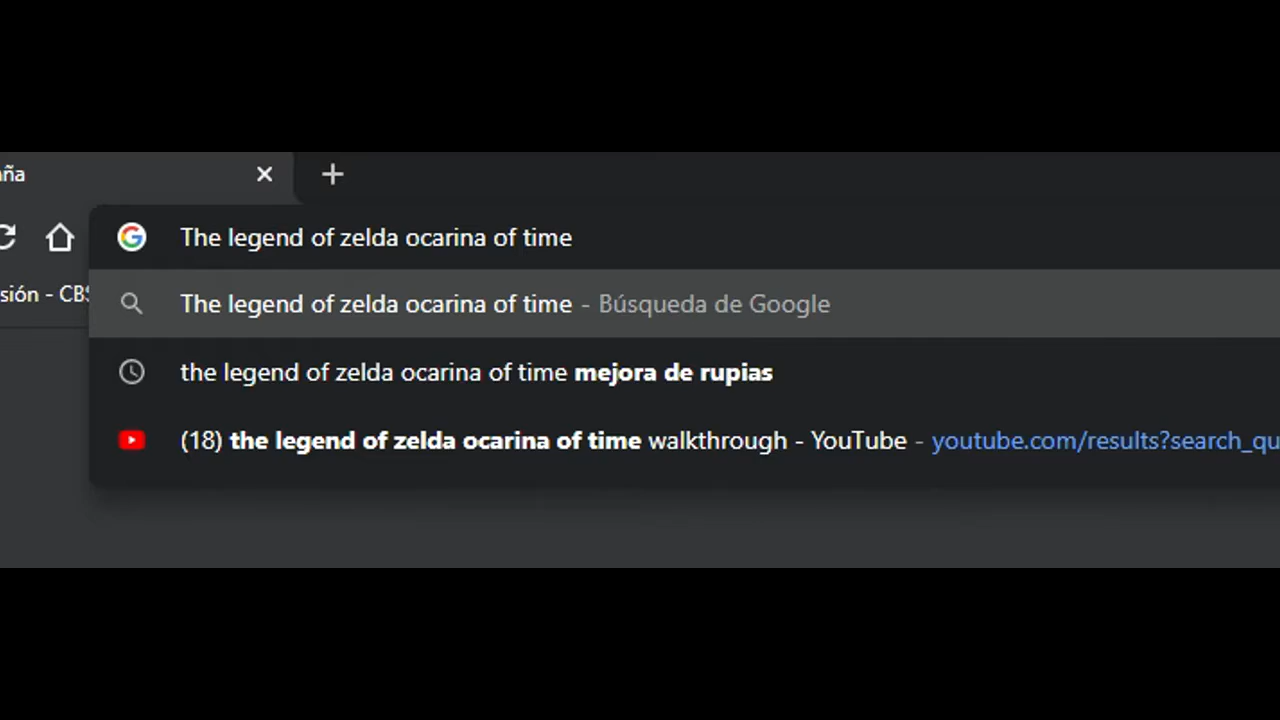 aña
The legend of zelda ocarina of time
The legend of zelda ocarina of time - Búsqueda de Google
sión - CBS
the legend of zelda ocarina of time mejora de rupias
(18) the legend of zelda ocarina of time walkthrough - YouTube - youtube.com/results?search_qu